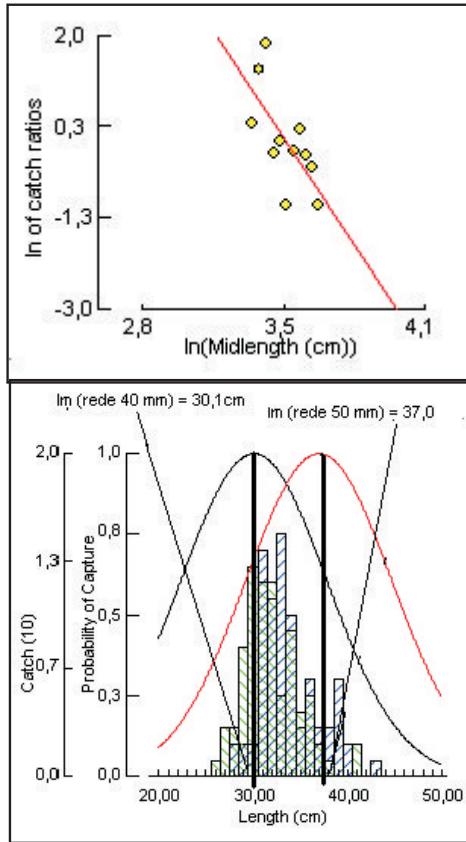 2,0
0,3
-1,3
-3,0
ln of catch ratios
2,8 3,5 4,1
ln(Midlength (cm))
lm (rede 40 mm) = 30,1cm lm (rede 50 mm) = 37,0
2,0 1,0
0,8
1,3
0,5
0,7
0,3
0,0 0,0
Catch (10)
Probability of Capture
20,00 30,00 40,00 50,00
Length (cm)